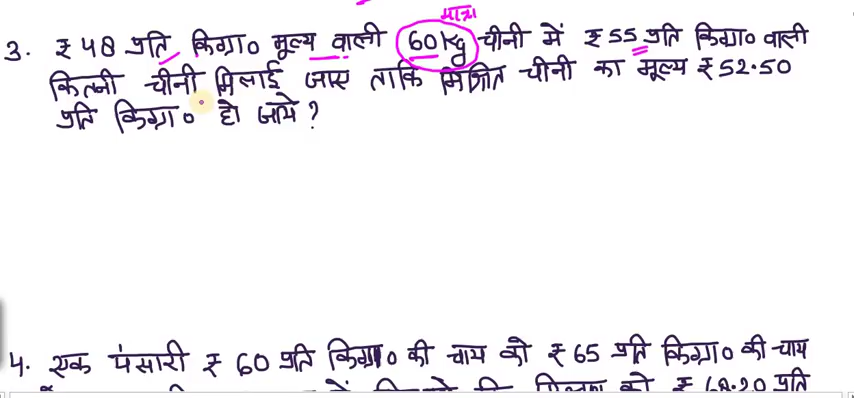 मात्रा
3. ₹48 प्रति किग्रा० मूल्य वाली 60kg चीनी में ₹55 प्रति किग्रा० वाली
कितनी चीनी मिलाई जाए ताकि मिश्रित चीनी का मूल्य ₹52.50
प्रति किग्रा० हो जाये?
4. एक पंसारी ₹60 प्रति किग्रा० की चाय को ₹65 प्रति किग्रा० की चाय
को ₹ प्रति